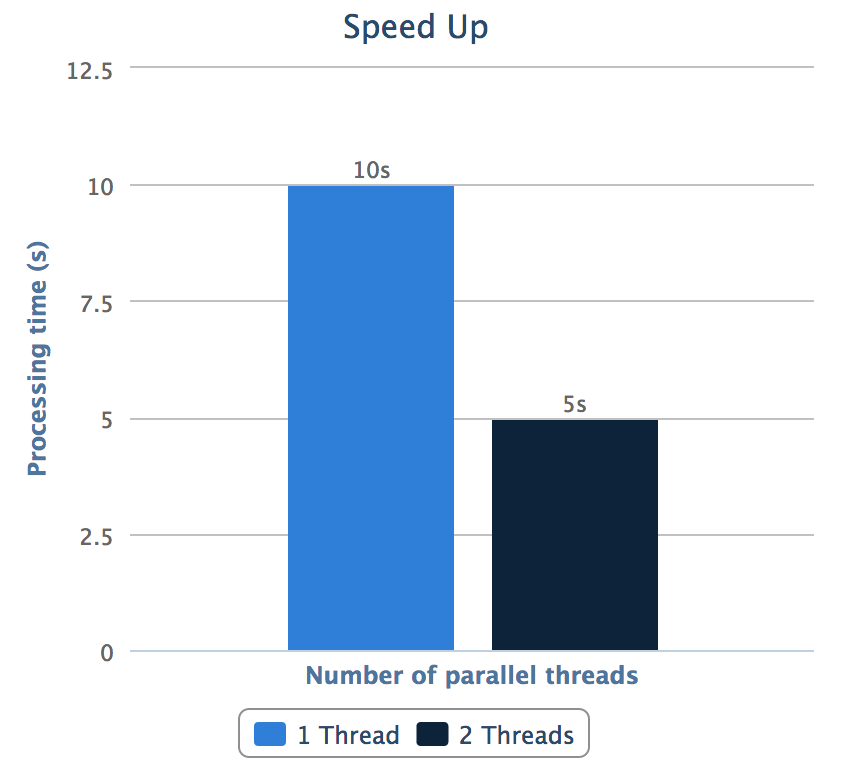 Speed Up
12.5
10
7.5
5
2.5
0
Processing time (s)
10s
5s
Number of parallel threads
1 Thread
2 Threads